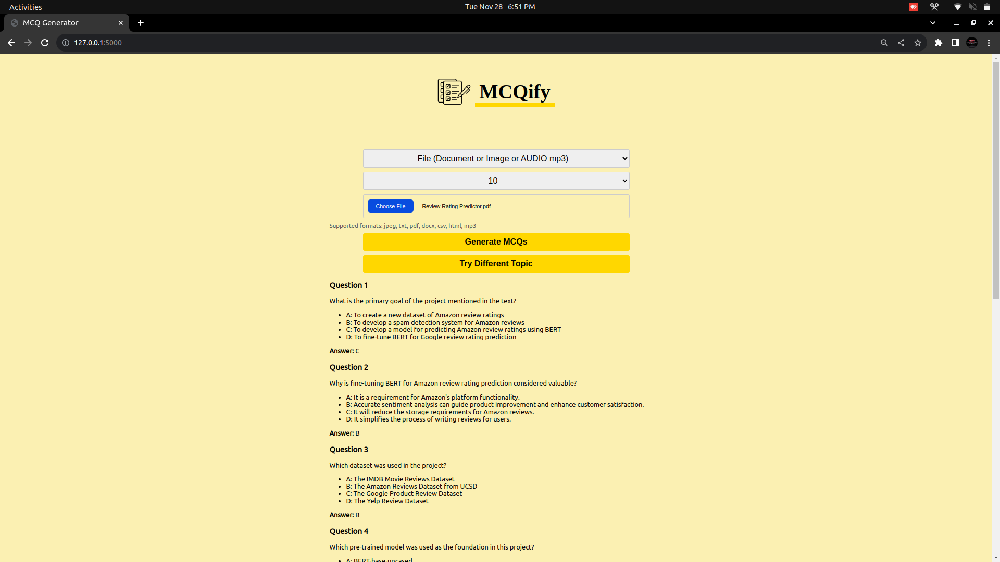 Activities
Tue Nov 28 6:51 PM
MCQ Generator
127.0.0.1:5000
MCQify
File (Document or Image or AUDIO mp3)
10
Choose File Review Rating Predictor.pdf
Supported formats: jpeg, txt, pdf, docx, csv, html, mp3
Generate MCQs
Try Different Topic
Question 1
What is the primary goal of the project mentioned in the text?
A: To create a new dataset of Amazon review ratings
B: To develop a spam detection system for Amazon reviews
C: To develop a model for predicting Amazon review ratings using BERT
D: To fine-tune BERT for Google review rating prediction
Answer: C
Question 2
Why is fine-tuning BERT for Amazon review rating prediction considered valuable?
A: It is a requirement for Amazon's platform functionality.
B: Accurate sentiment analysis can guide product improvement and enhance customer satisfaction.
C: It will reduce the storage requirements for Amazon reviews.
D: It simplifies the process of writing reviews for users.
Answer: B
Question 3
Which dataset was used in the project?
A: The IMDB Movie Reviews Dataset
B: The Amazon Reviews Dataset from UCSD
C: The Google Product Review Dataset
D: The Yelp Review Dataset
Answer: B
Question 4
Which pre-trained model was used as the foundation in this project?
A: BERT-base-uncased